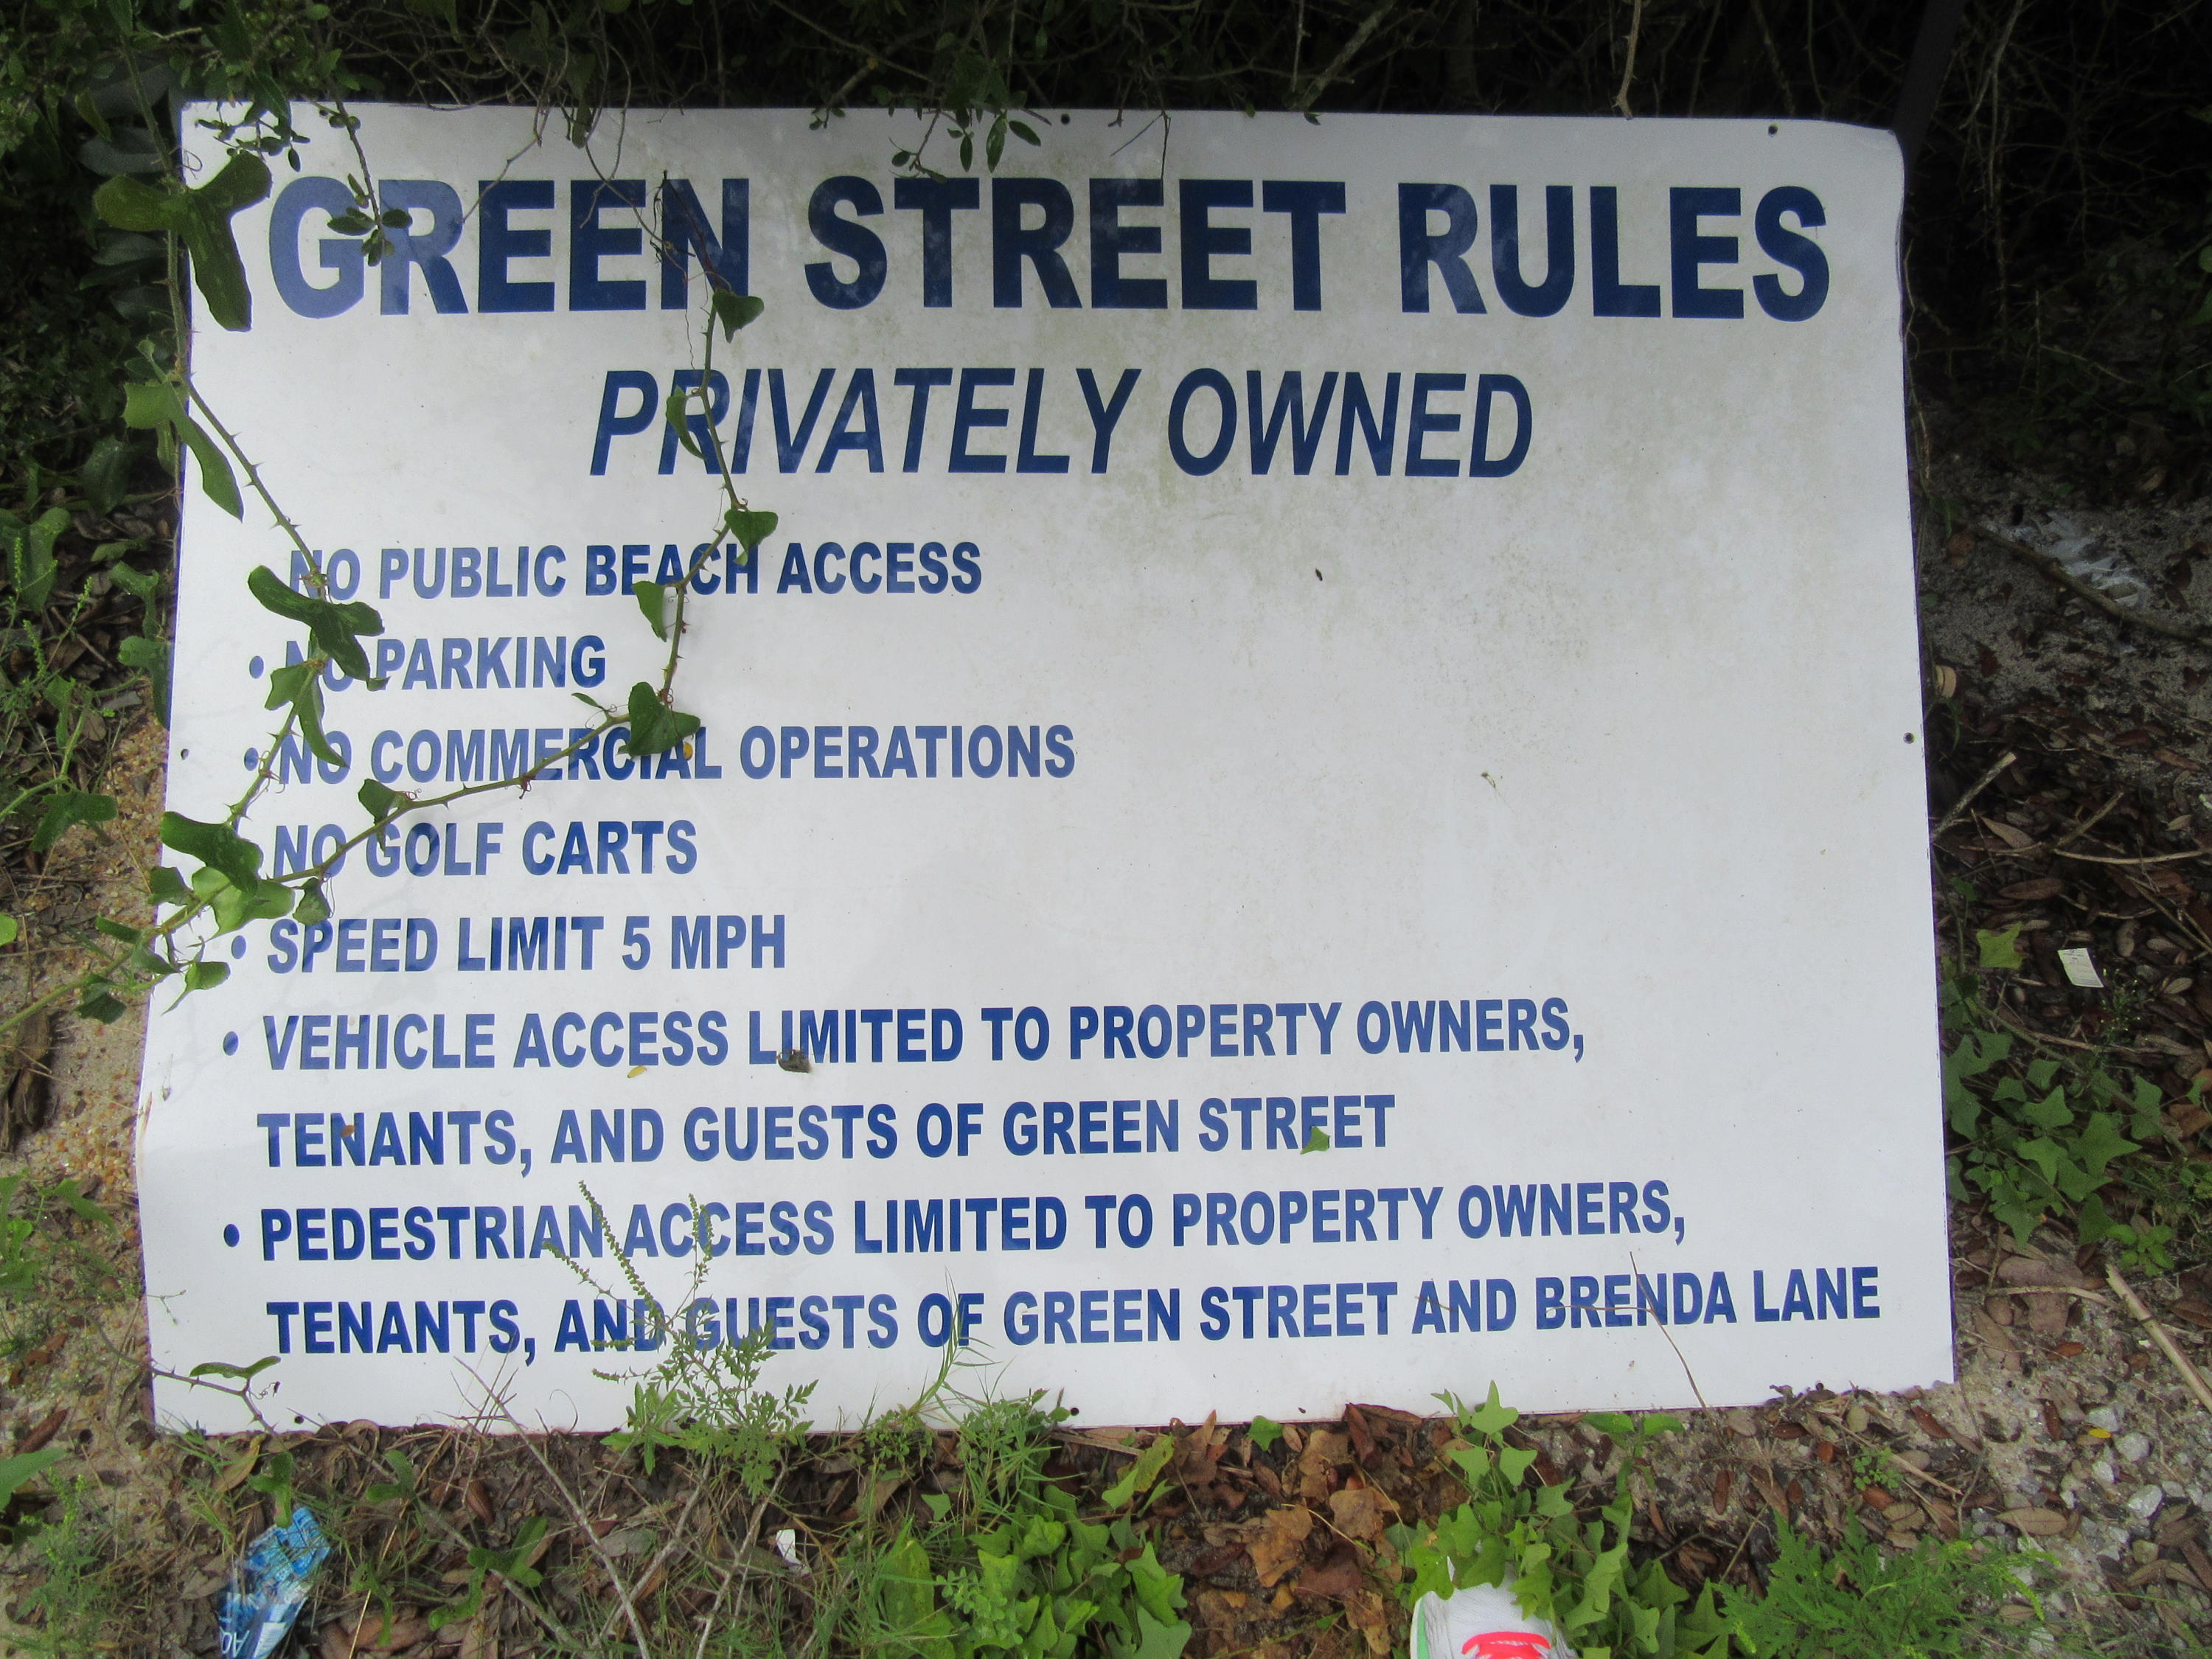 GREEN STREET RULES
PRIVATELY OWNED
NO PUBLIC BEACH ACCESS
• NO PARKING
• NO COMMERCIAL OPERATIONS
NO GOLF CARTS
• SPEED LIMIT 5 MPH
• VEHICLE ACCESS LIMITED TO PROPERTY OWNERS,
TENANTS, AND GUESTS OF GREEN STREET
• PEDESTRIAN ACCESS LIMITED TO PROPERTY OWNERS,
TENANTS, AND GUESTS OF GREEN STREET AND BRENDA LANE